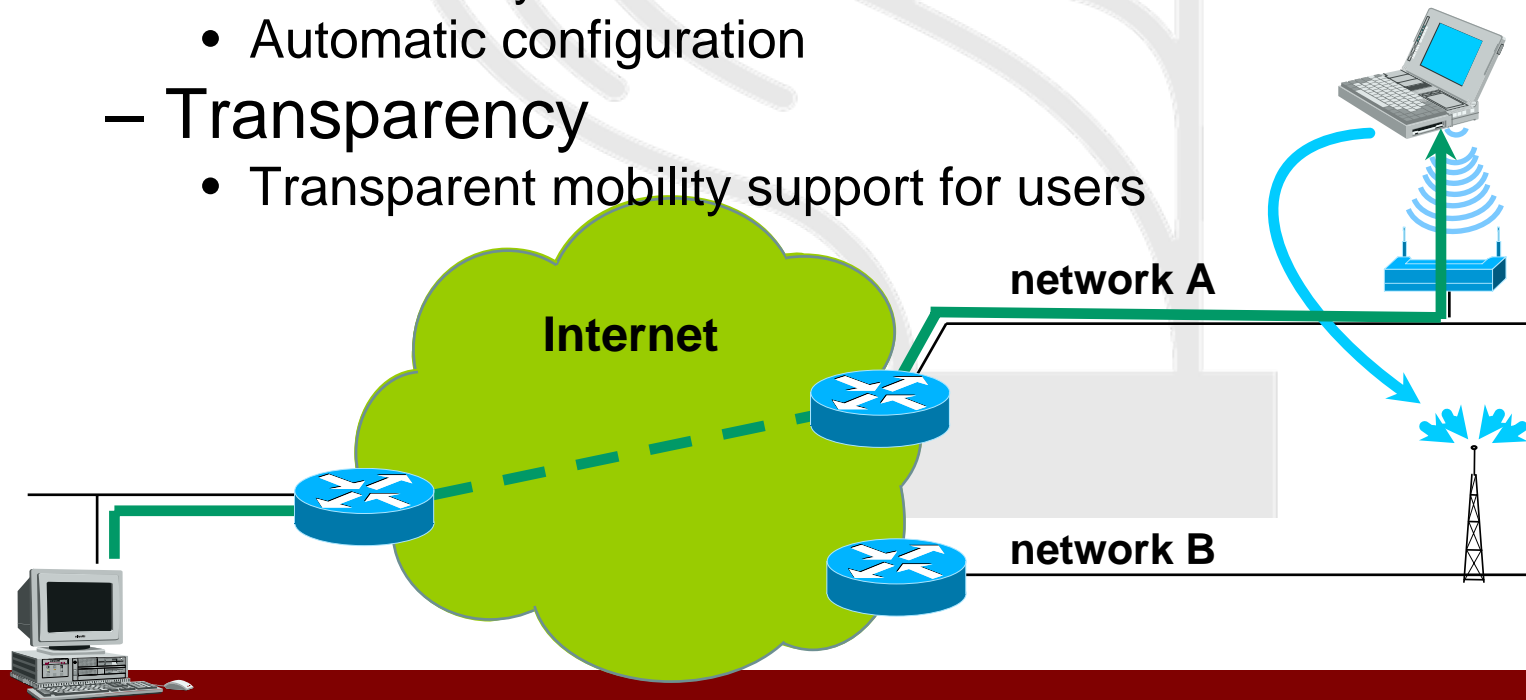 • Automatic configuration
– Transparency
• Transparent mobility support for users
network A
Internet
network B